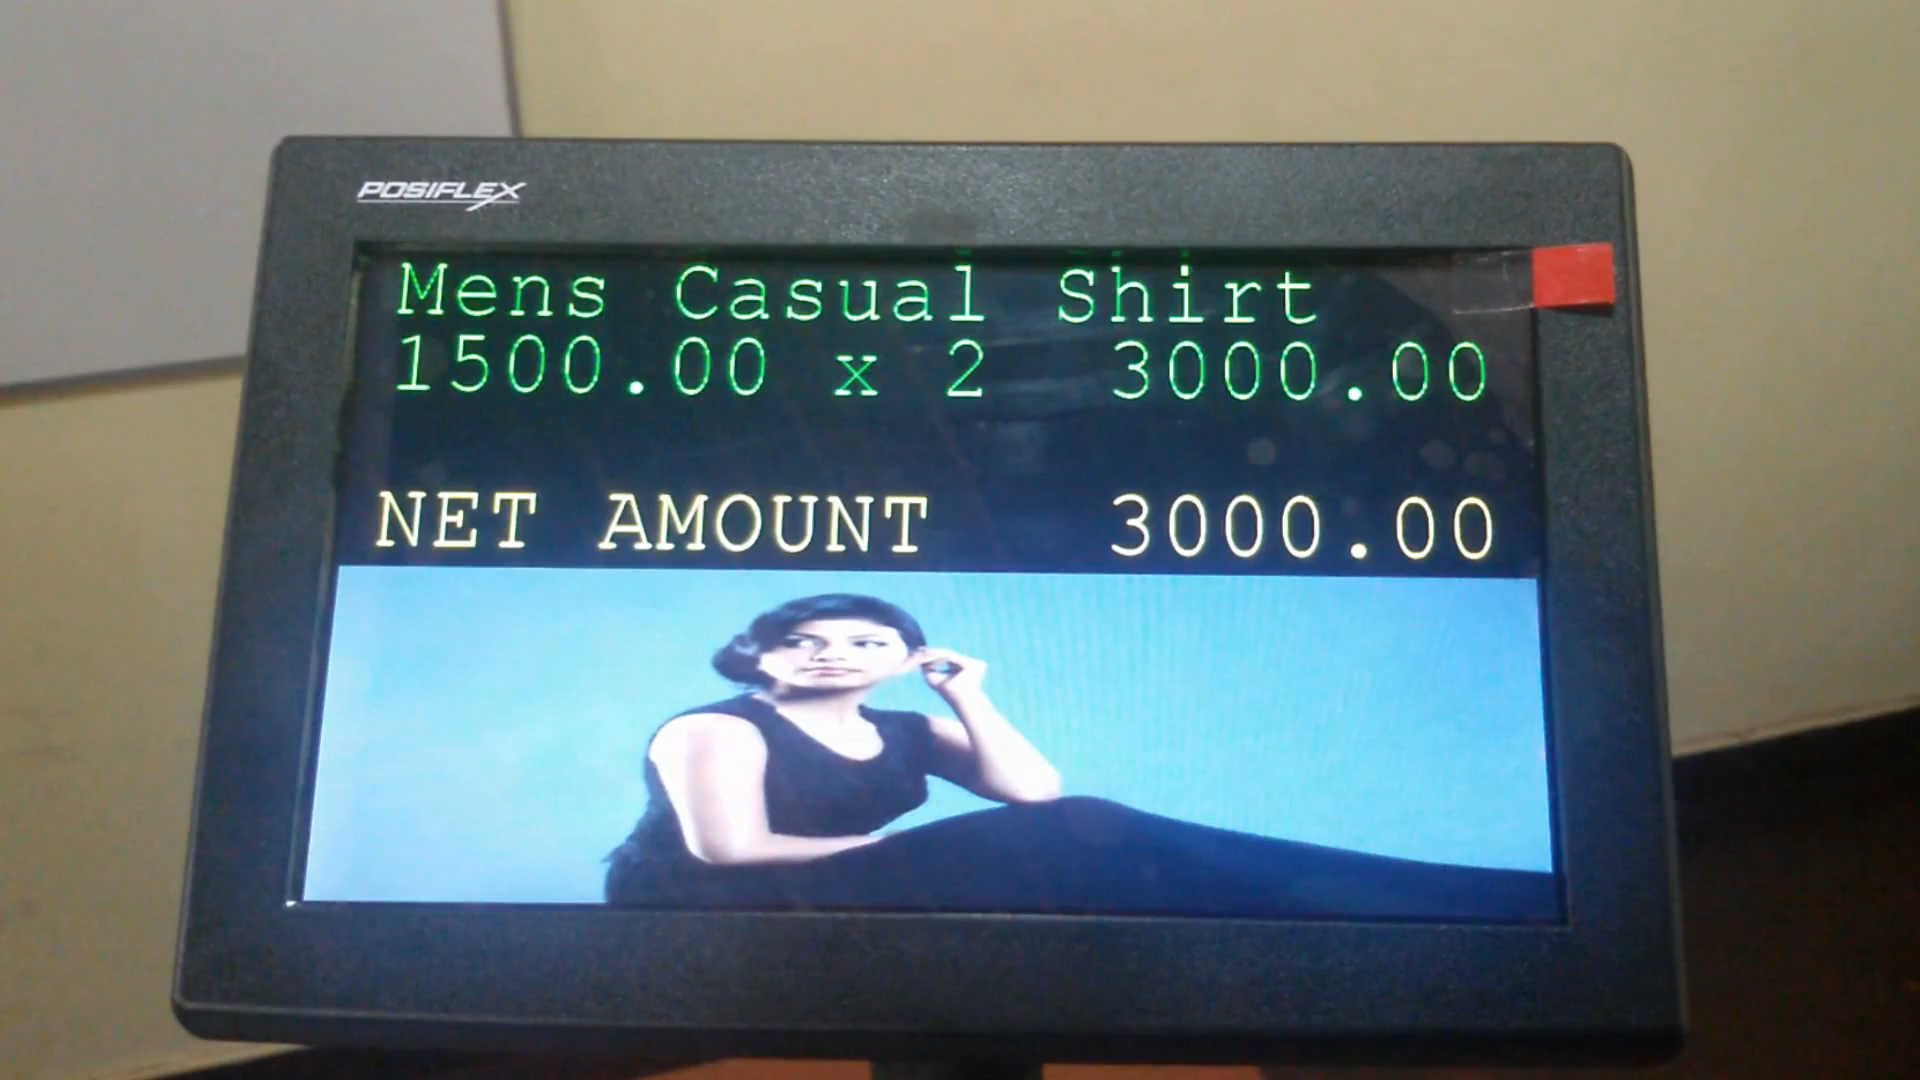 POSIFLEX
Mens Casual Shirt
1500.00 x 2 3000.00
NET AMOUNT 3000.00